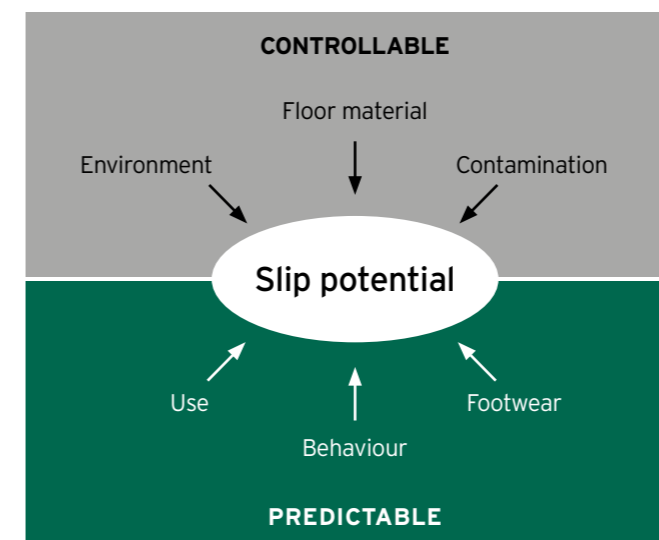 CONTROLLABLE
Floor material
Environment
Contamination
Slip potential
Use
Footwear
Behaviour
PREDICTABLE